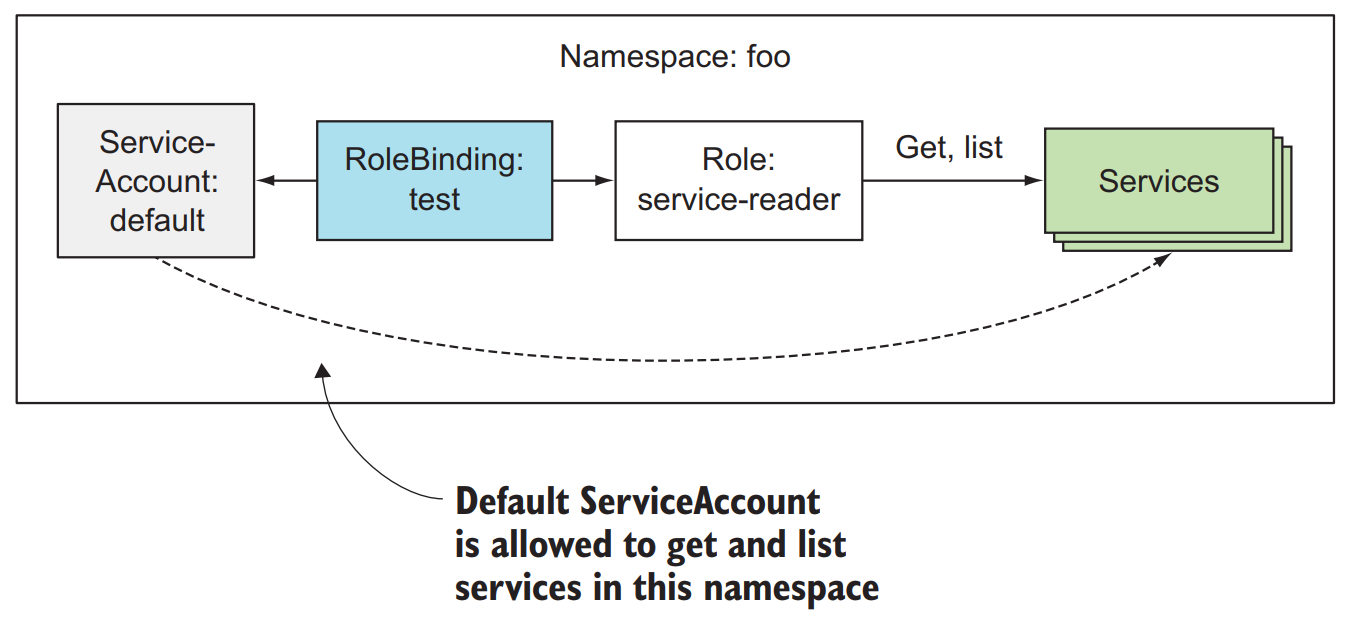 Namespace: foo
Service-
Account:
default
RoleBinding:
test
Role:
service-reader
Get, list
Services
Default ServiceAccount
is allowed to get and list
services in this namespace